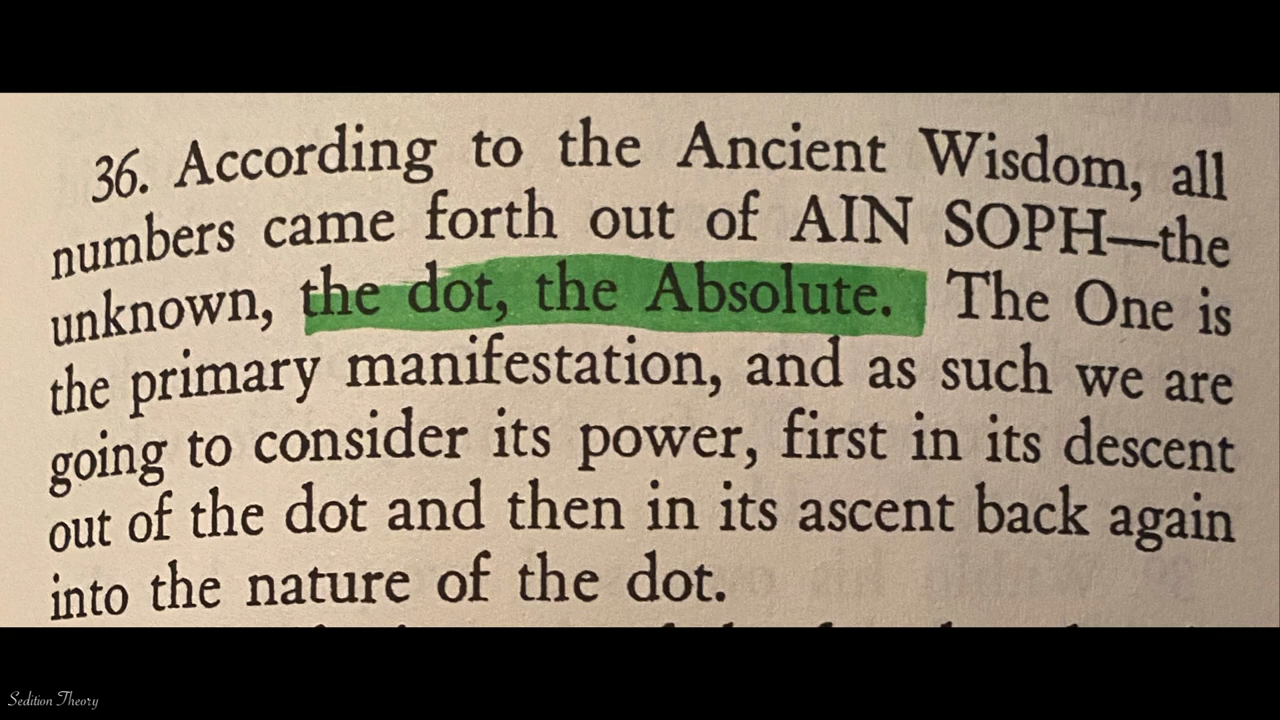 36. According to the Ancient Wisdom, all
numbers came forth out of AIN SOPH—the
unknown, the dot, the Absolute. The One is
the primary manifestation, and as such we are
going to consider its power, first in its descent
out of the dot and then in its ascent back again
into the nature of the dot.
Sedition Theory